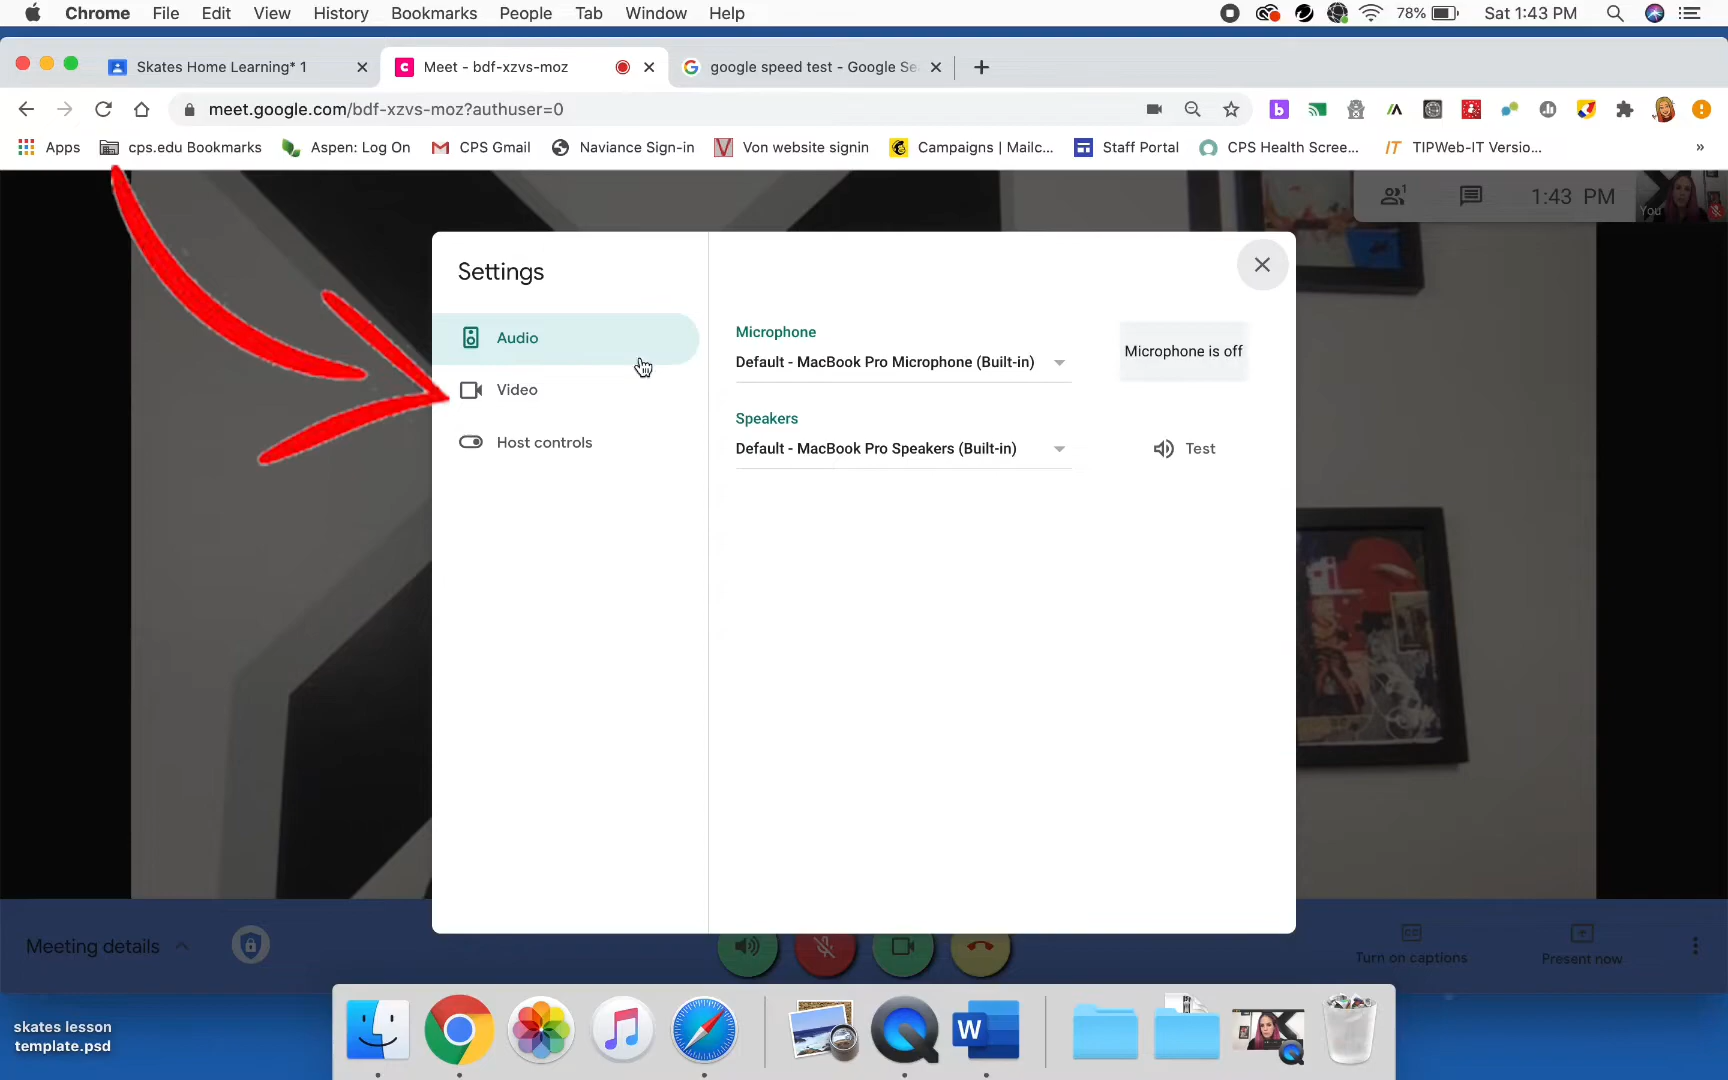 Chrome File Edit View History Bookmarks People Tab Window Help 78% Sat 1:43 PM
Skates Home Learning* 1 Meet - bdf-xzvs-moz google speed test - Google Se
meet.google.com/bdf-xzvs-moz?authuser=0
Apps cps.edu Bookmarks Aspen: Log On CPS Gmail Naviance Sign-in Von website signin Campaigns | Mailc... Staff Portal CPS Health Scree... IT TIPWeb-IT Versio... »
1 1:43 PM
You
Settings
Audio
Video
Host controls
Microphone
Default - MacBook Pro Microphone (Built-in)
Microphone is off
Speakers
Default - MacBook Pro Speakers (Built-in)
Test
Meeting details
Turn on captions
Present now
skates lesson
template.psd